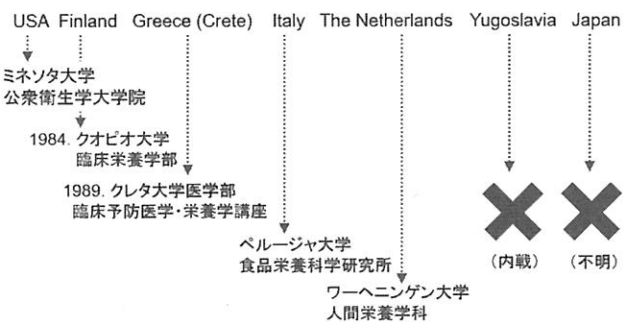 USA Finland Greece (Crete) Italy The Netherlands Yugoslavia Japan
ミネソタ大学
公衆衛生学大学院
1984. クオピオ大学
臨床栄養学部
1989. クレタ大学医学部
臨床予防医学・栄養学講座
ペルージャ大学
食品栄養科学研究所
(内戦) (不明)
ワーヘニンゲン大学
人間栄養学科